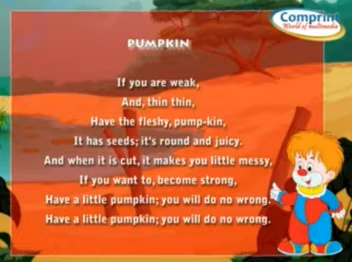 Comprint
World of multimedia
PUMPKIN
If you are weak,
And, thin thin,
Have the fleshy, pump-kin,
It has seeds; it's round and juicy.
And when it is cut, it makes you little messy,
If you want to, become strong,
Have a little pumpkin; you will do no wrong.
Have a little pumpkin; you will do no wrong.